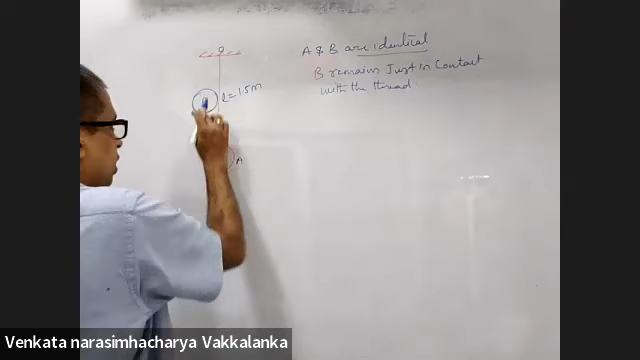 A & B are identical
B remains Just in Contact
with the thread.
l = 1.5m
A
Venkata narasimhacharya Vakkalanka